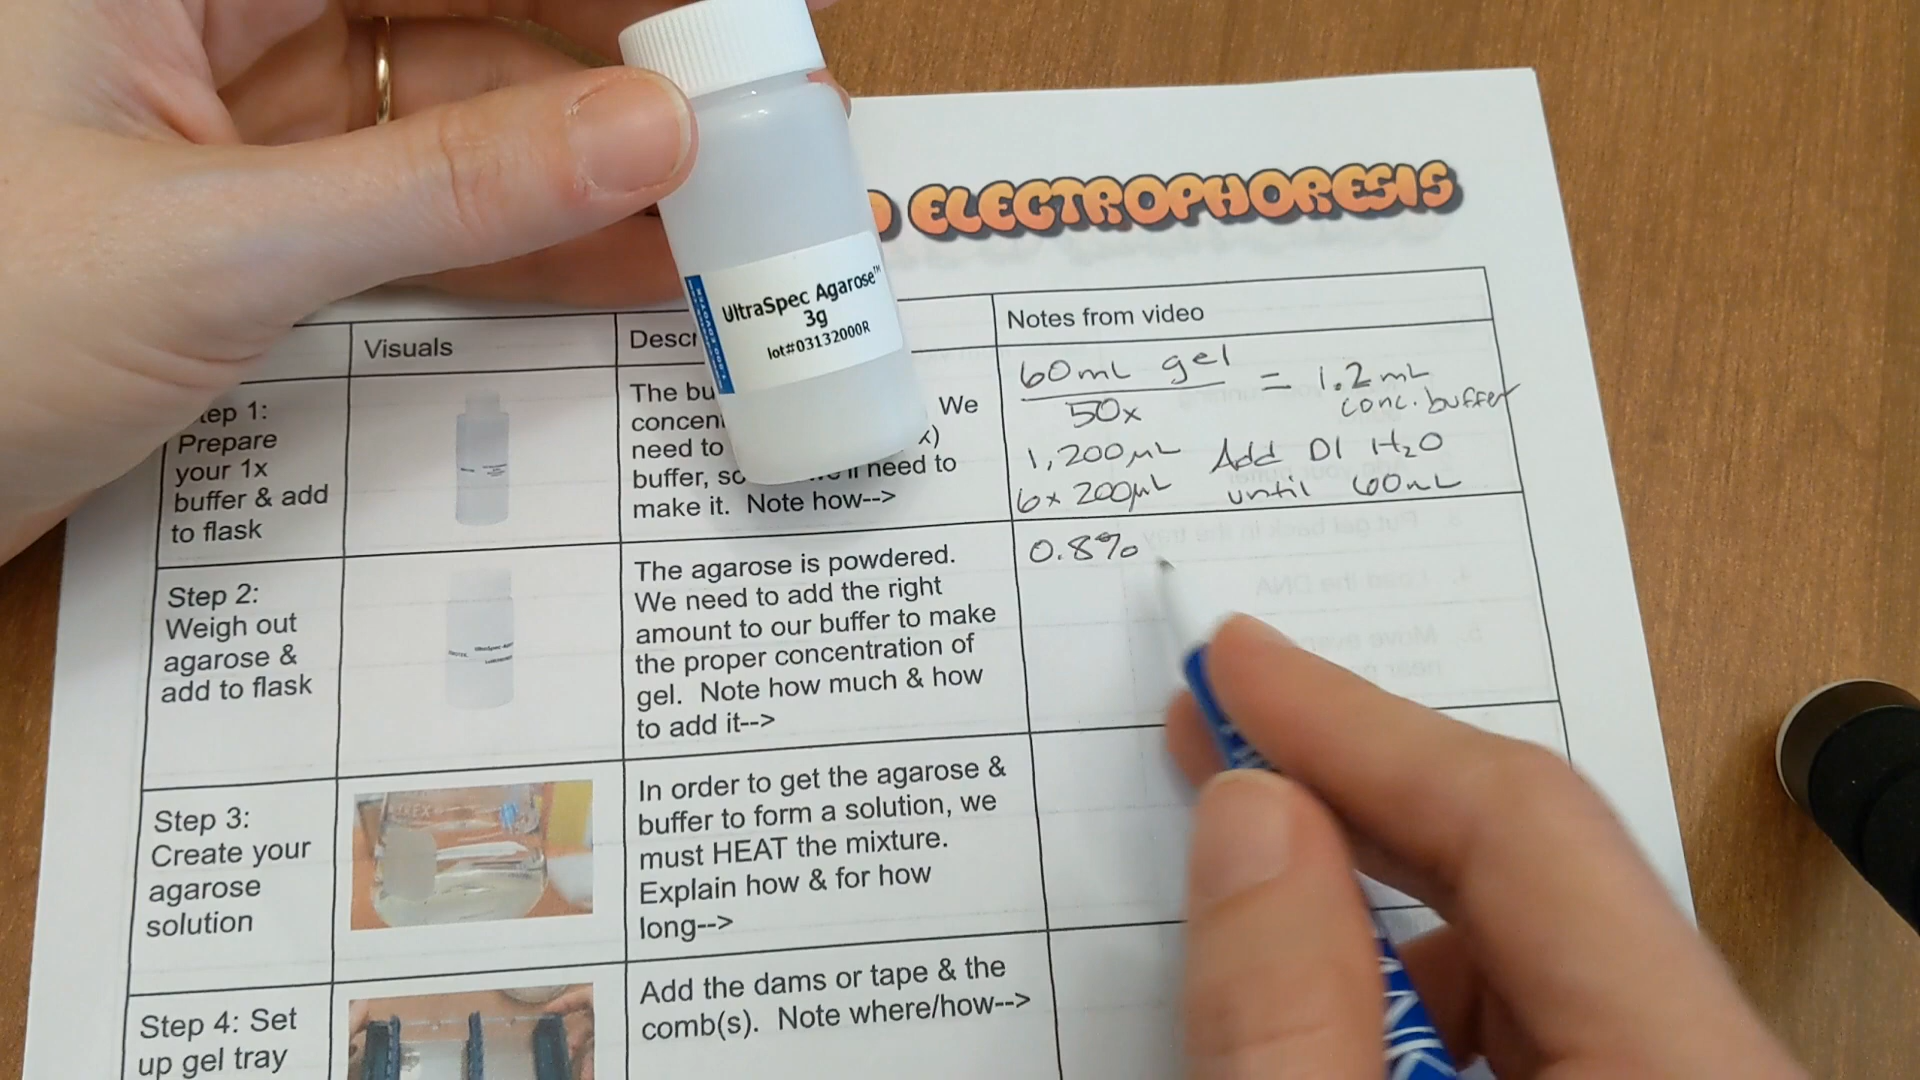 ELECTROPHORESIS
UltraSpec Agarose™
3g
lot#03132000R
Visuals
Notes from video
Step 1:
Prepare
your 1x
buffer & add
to flask
The
We
need to
buffer,
need to
make it. Note how-->
60mL gel = 1.2mL
50x conc. buffer
1,200µL Add DI H2O
6x 200µL until 60mL
Step 2:
Weigh out
agarose &
add to flask
The agarose is powdered.
We need to add the right
amount to our buffer to make
the proper concentration of
gel. Note how much & how
to add it-->
0.8%
Step 3:
Create your
agarose
solution
In order to get the agarose &
buffer to form a solution, we
must HEAT the mixture.
Explain how & for how
long-->
Step 4: Set
up gel tray
Add the dams or tape & the
comb(s). Note where/how-->